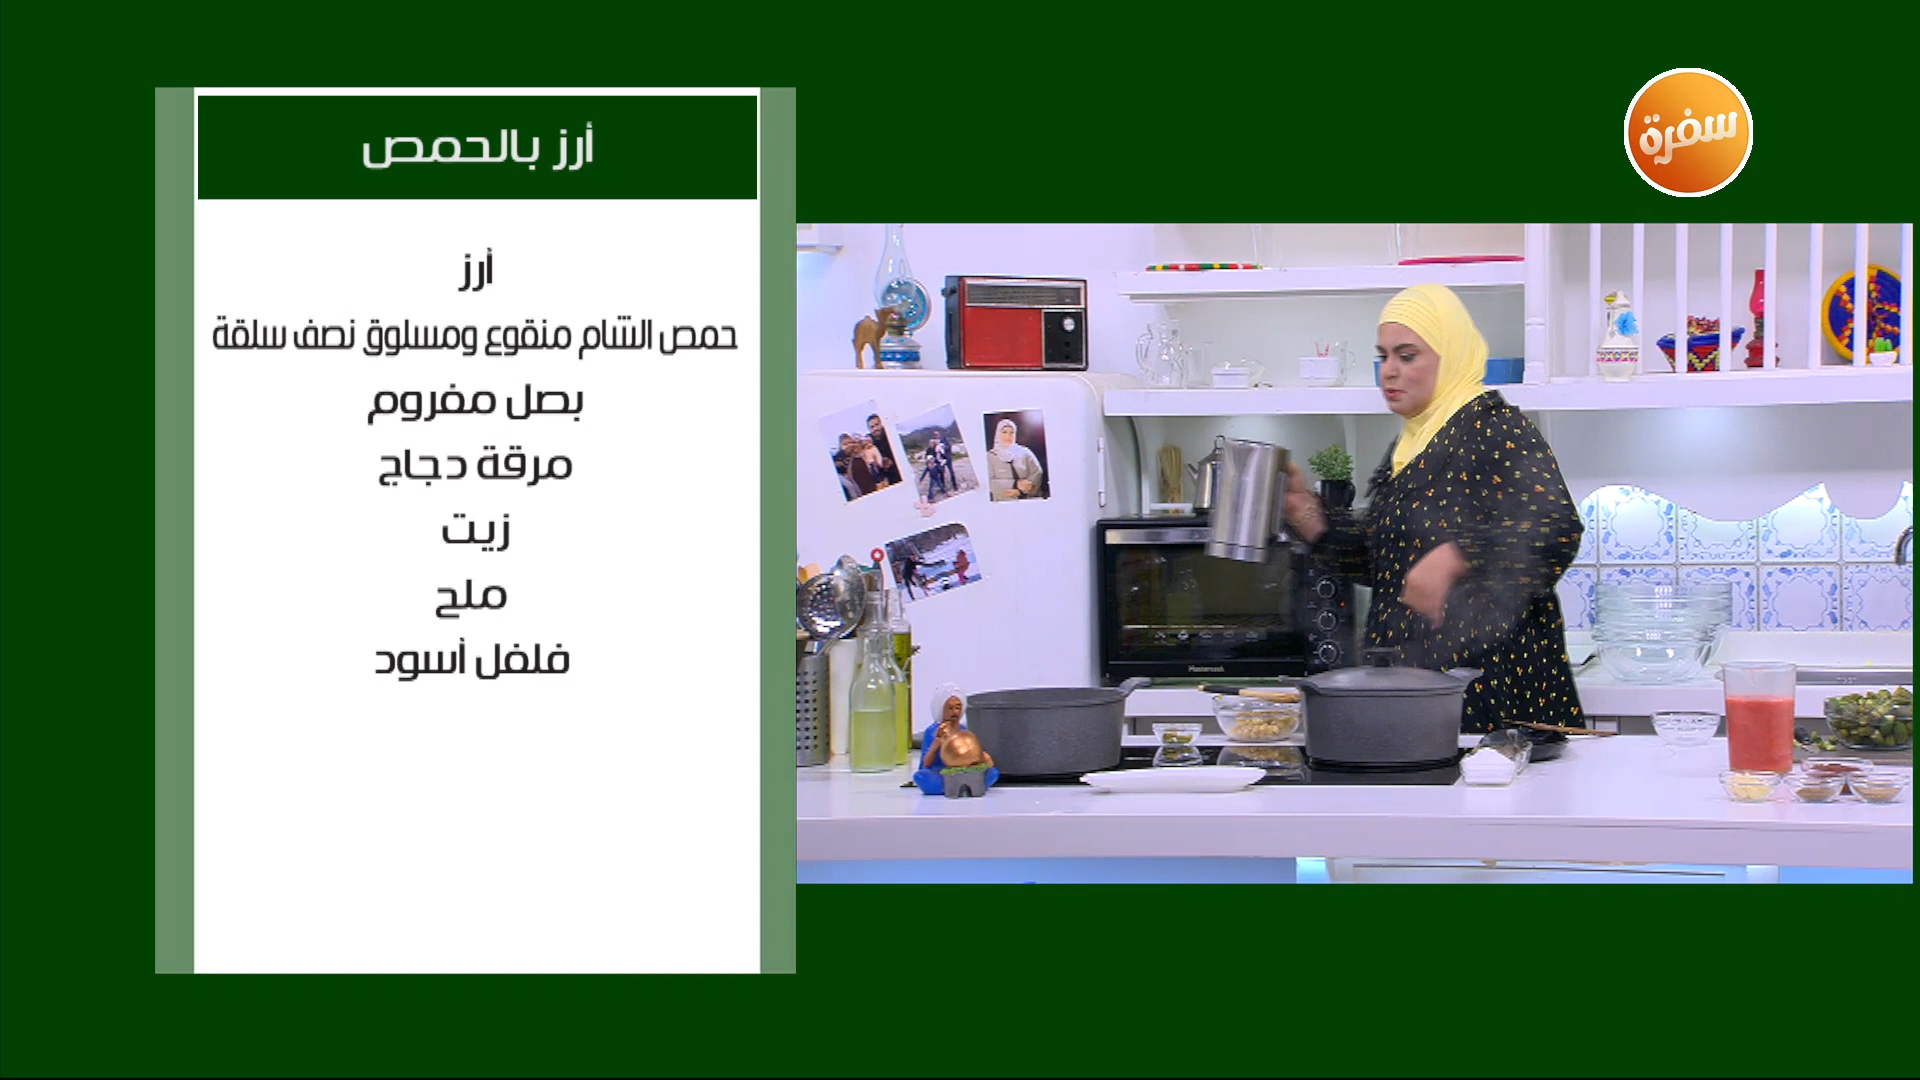 أرز بالحمص
أرز
حمص الشام منقوع ومسلوق نصف سلقة
بصل مفروم
مرقة دجاج
زيت
ملح
فلفل أسود
سفرة